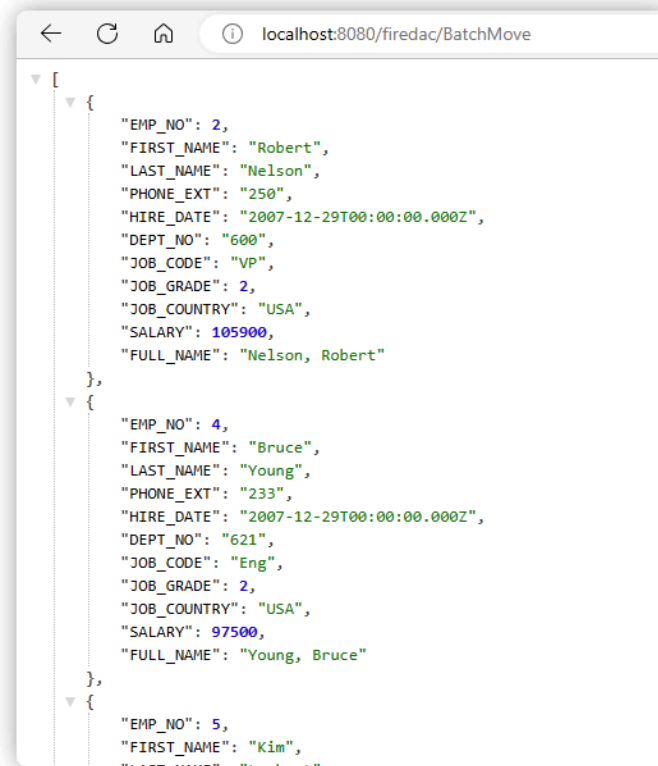 localhost:8080/firedac/BatchMove
[
{
"EMP_NO": 2,
"FIRST_NAME": "Robert",
"LAST_NAME": "Nelson",
"PHONE_EXT": "250",
"HIRE_DATE": "2007-12-29T00:00:00.000Z",
"DEPT_NO": "600",
"JOB_CODE": "VP",
"JOB_GRADE": 2,
"JOB_COUNTRY": "USA",
"SALARY": 105900,
"FULL_NAME": "Nelson, Robert"
},
{
"EMP_NO": 4,
"FIRST_NAME": "Bruce",
"LAST_NAME": "Young",
"PHONE_EXT": "233",
"HIRE_DATE": "2007-12-29T00:00:00.000Z",
"DEPT_NO": "621",
"JOB_CODE": "Eng",
"JOB_GRADE": 2,
"JOB_COUNTRY": "USA",
"SALARY": 97500,
"FULL_NAME": "Young, Bruce"
},
{
"EMP_NO": 5,
"FIRST_NAME": "Kim",